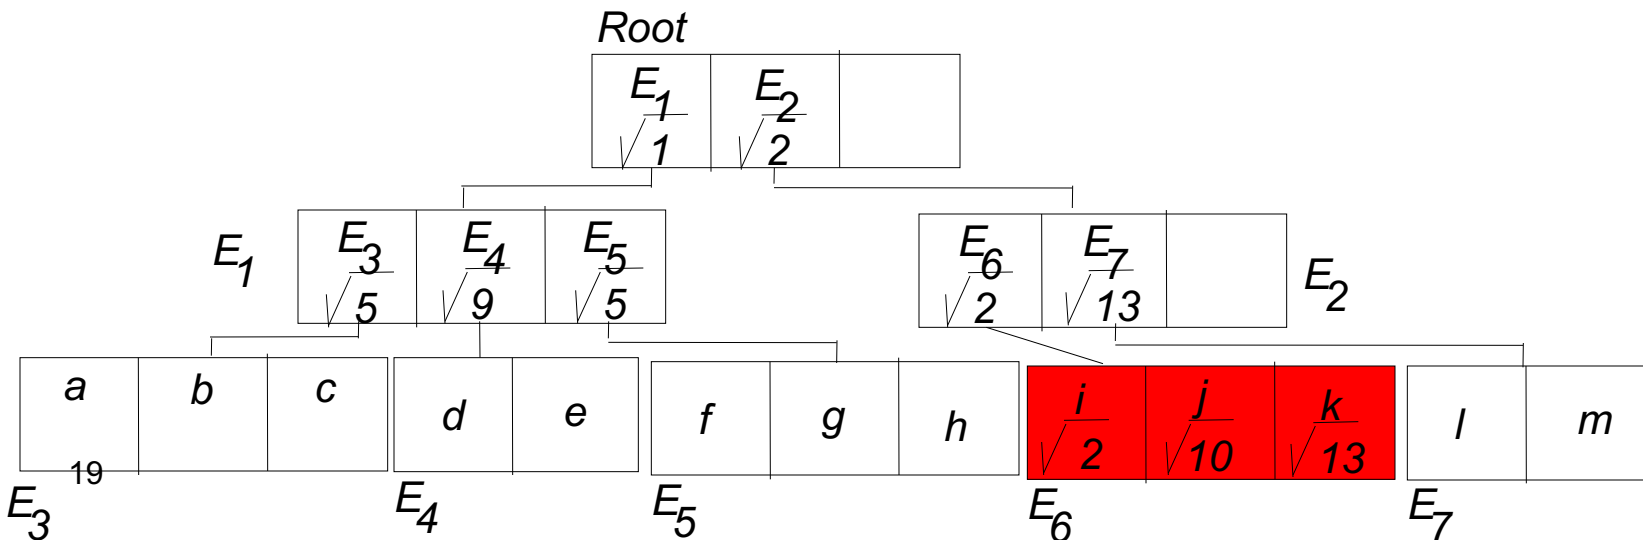 Root
E1 E2
√1 √2
E1 E3 E4 E5 E6 E7 E2
√5 √9 √5 √2 √13
a b c d e f g h i j k l m
√2 √10 √13
19
E3 E4 E5 E6 E7